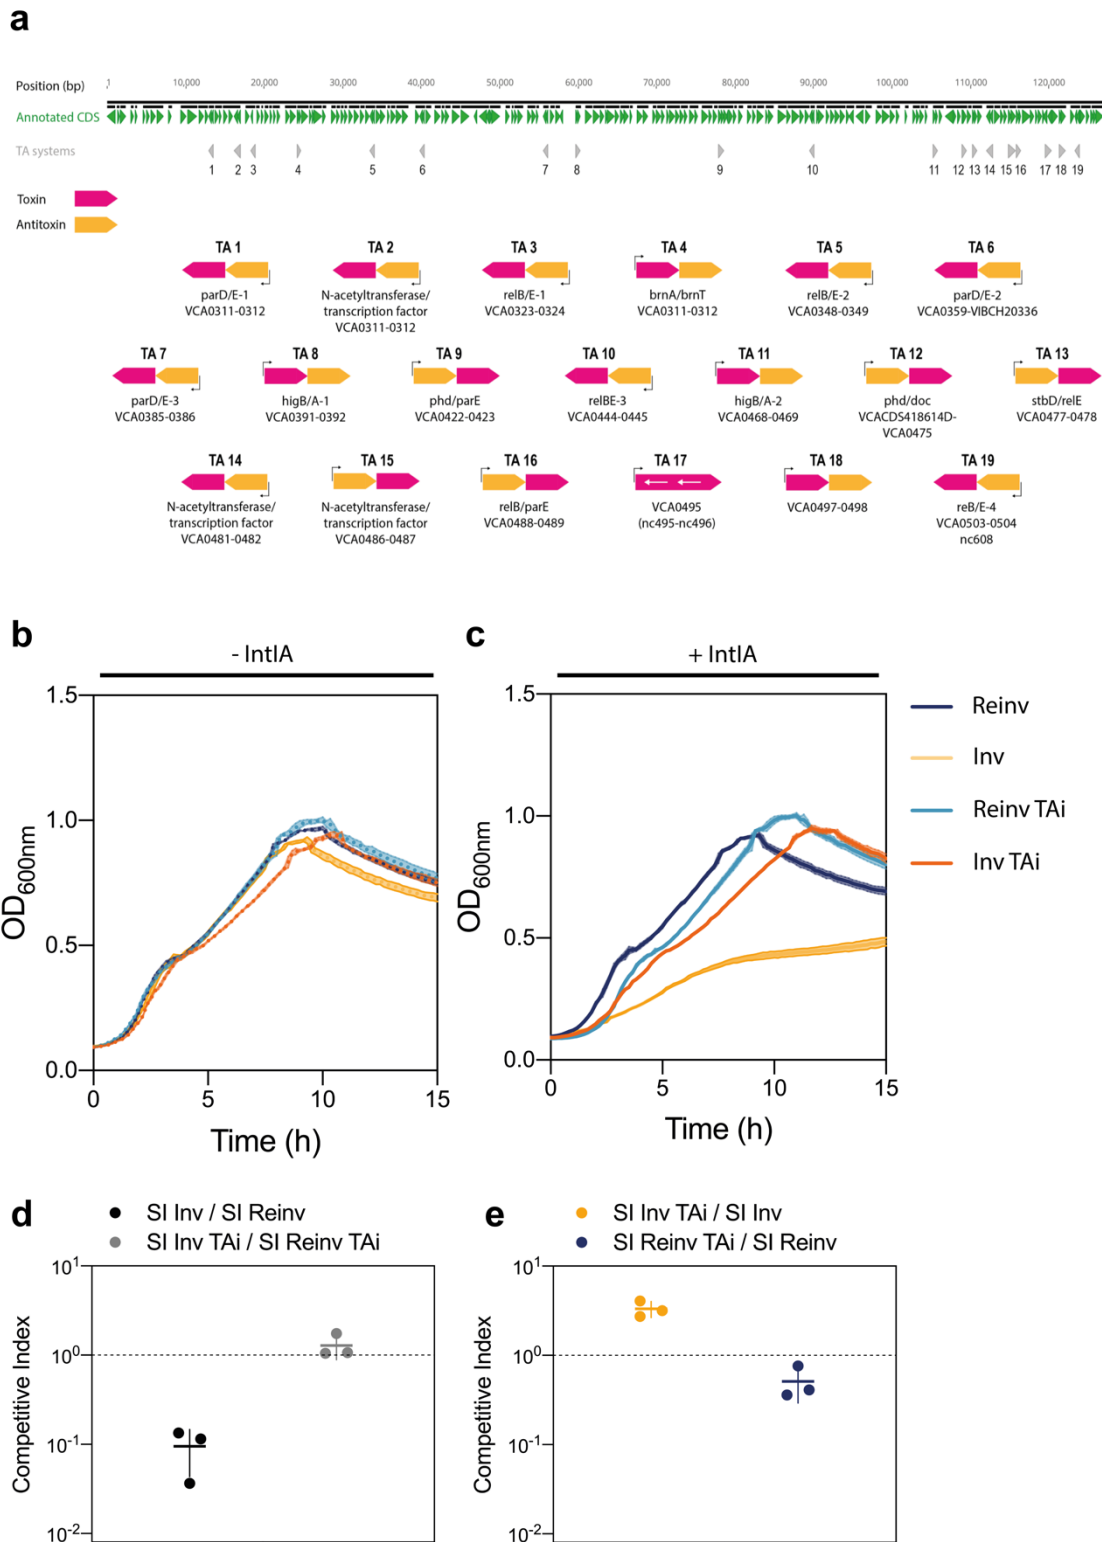 a
Position (bp)
1 10,000 20,000 30,000 40,000 50,000 60,000 70,000 80,000 90,000 100,000 110,000 120,000
Annotated CDS
TA systems
1 2 3 4 5 6 7 8 9 10 11 12 13 14 15 16 17 18 19
Toxin
Antitoxin
TA 1 TA 2 TA 3 TA 4 TA 5 TA 6
parD/E-1 N-acetyltransferase/ relB/E-1 brnA/brnT relB/E-2 parD/E-2
VCA0311-0312 transcription factor VCA0323-0324 VCA0311-0312 VCA0348-0349 VCA0359-VIBCH20336
VCA0311-0312
TA 7 TA 8 TA 9 TA 10 TA 11 TA 12 TA 13
parD/E-3 higB/A-1 phd/parE relBE-3 higB/A-2 phd/doc stbD/relE
VCA0385-0386 VCA0391-0392 VCA0422-0423 VCA0444-0445 VCA0468-0469 VCACDS418614D- VCA0477-0478
VCA0475
TA 14 TA 15 TA 16 TA 17 TA 18 TA 19
N-acetyltransferase/ N-acetyltransferase/ relB/parE VCA0495 VCA0497-0498 reB/E-4
transcription factor transcription factor VCA0488-0489 (nc495-nc496) VCA0503-0504
VCA0481-0482 VCA0486-0487 nc608
b
- IntIA
1.5
1.0
0.5
0.0
OD600nm
0 5 10 15
Time (h)
c
+ IntIA
1.5
1.0
0.5
0.0
OD600nm
0 5 10 15
Time (h)
Reinv
Inv
Reinv TAi
Inv TAi
d
SI Inv / SI Reinv
SI Inv TAi / SI Reinv TAi
10¹
10⁰
10⁻¹
10⁻²
Competitive Index
e
SI Inv TAi / SI Inv
SI Reinv TAi / SI Reinv
10¹
10⁰
10⁻¹
10⁻²
Competitive Index